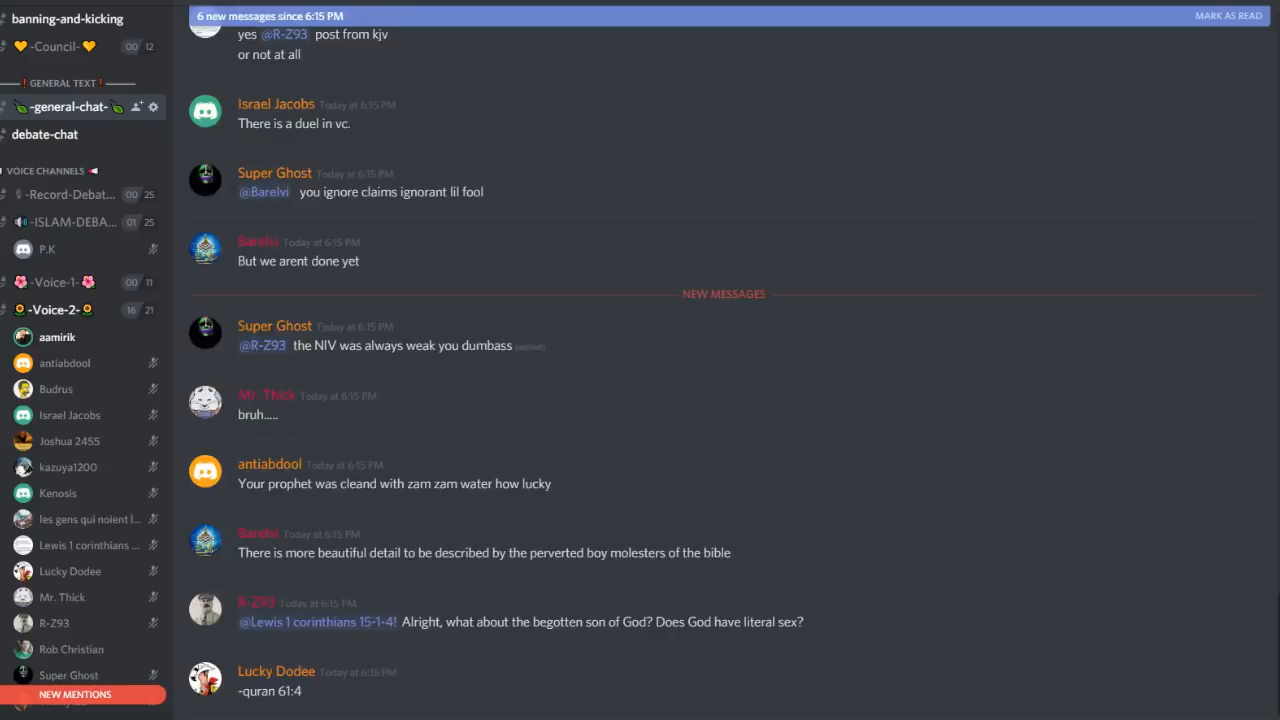 banning-and-kicking
-Council- 00 12
GENERAL TEXT
-general-chat-
debate-chat
VOICE CHANNELS
-Record-Debat... 00 25
-ISLAM-DEBA... 01 25
P.K
-Voice-1- 00 11
-Voice-2- 16 21
aamirik
antiabdool
Budrus
Israel Jacobs
Joshua 2455
kazuya1200
Kenosis
les gens qui noient l...
Lewis 1 corinthians ...
Lucky Dodee
Mr. Thick
R-Z93
Rob Christian
Super Ghost
NEW MENTIONS
6 new messages since 6:15 PM MARK AS READ
yes @R-Z93 post from kjv
or not at all
Israel Jacobs Today at 6:15 PM
There is a duel in vc.
Super Ghost Today at 6:15 PM
@Barelvi you ignore claims ignorant lil fool
Barelvi Today at 6:15 PM
But we arent done yet
NEW MESSAGES
Super Ghost Today at 6:15 PM
@R-Z93 the NIV was always weak you dumbass (edited)
Mr. Thick Today at 6:15 PM
bruh.....
antiabdool Today at 6:15 PM
Your prophet was cleand with zam zam water how lucky
Barelvi Today at 6:15 PM
There is more beautiful detail to be described by the perverted boy molesters of the bible
R-Z93 Today at 6:15 PM
@Lewis 1 corinthians 15-1-4! Alright, what about the begotten son of God? Does God have literal sex?
Lucky Dodee Today at 6:15 PM
-quran 61:4